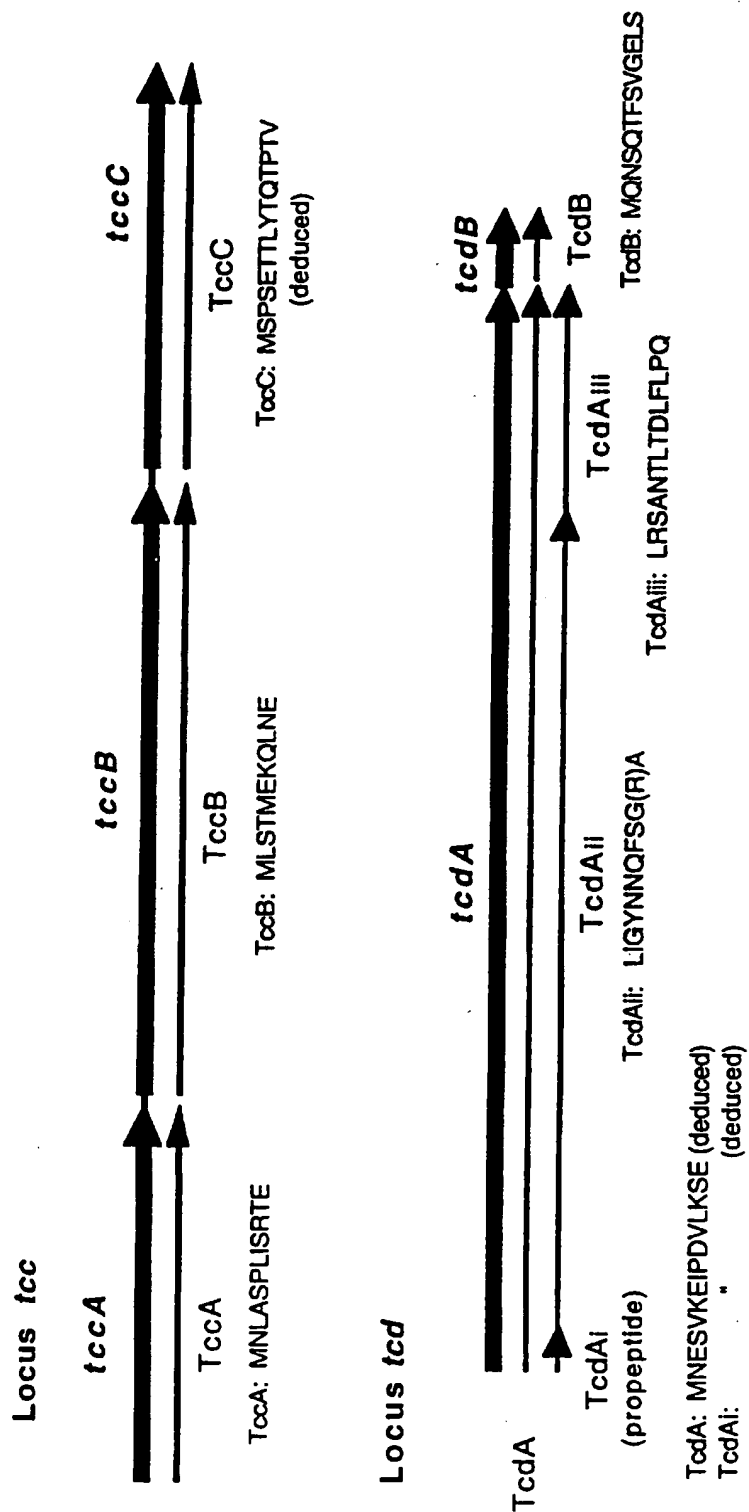 Locus tcc
tccA
tccB
tccC
TccA
TccB
TccC
TccA: MNLASPLISRTE
TccB: MLSTMEKQLNE
TccC: MSPSETTLYTQTPTV
(deduced)
Locus tcd
tcdA
tcdB
TcdA
TcdAi
(propeptide)
TcdAii
TcdAiii
TcdB
TcdAii: LIGYNNQFSG(R)A
TcdAiii: LRSANTLTDLFLPQ
TcdB: MQNSQTFSVGELS
TcdA: MNESVKEIPDVLKSE (deduced)
TcdAi: " (deduced)